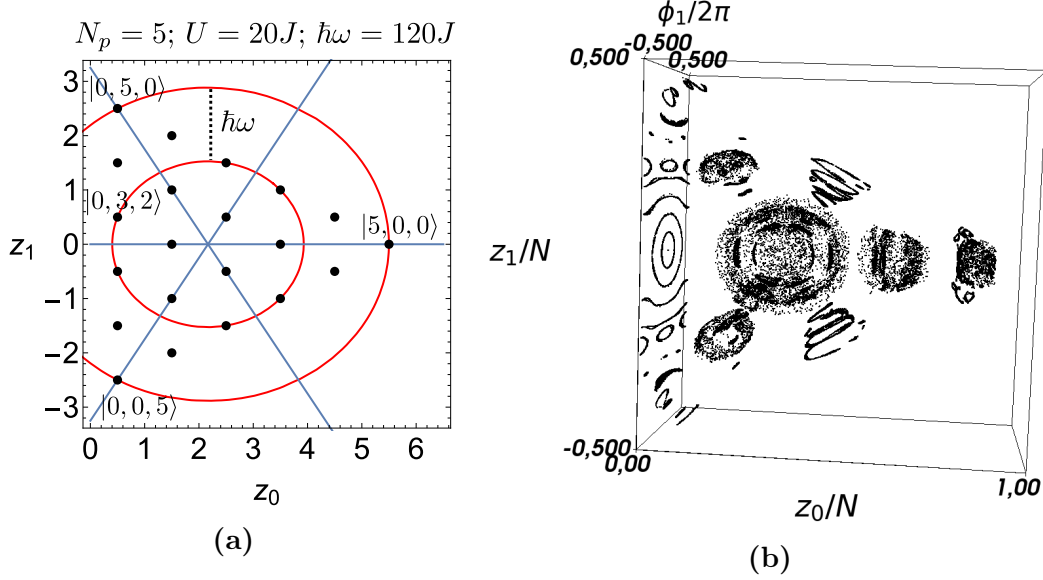 N_p = 5; U = 20J; ħω = 120J
3
2
1
0
−1
−2
−3
z_1
|0, 5, 0⟩
ħω
|0, 3, 2⟩
|5, 0, 0⟩
|0, 0, 5⟩
0 1 2 3 4 5 6
z_0
(a)
ϕ_1/2π
-0,500
0,500
0,500
z_1/N
-0,500
0,00
1,00
z_0/N
(b)